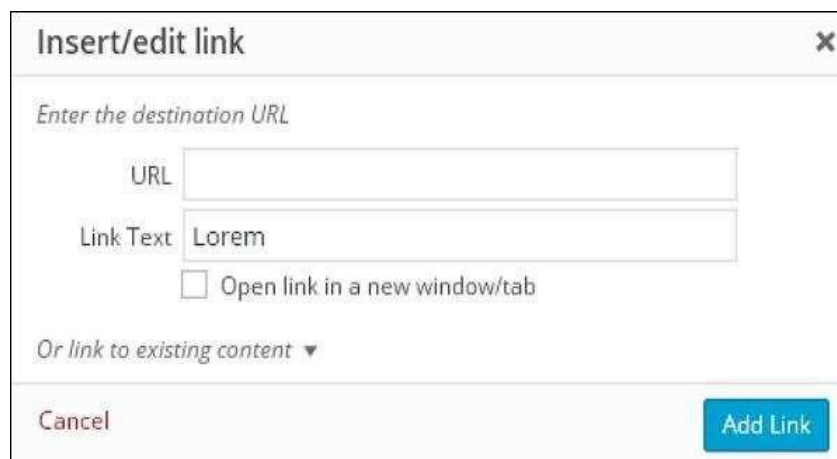 Insert/edit link ×
Enter the destination URL
URL
Link Text Lorem
Open link in a new window/tab
Or link to existing content ▼
Cancel Add Link